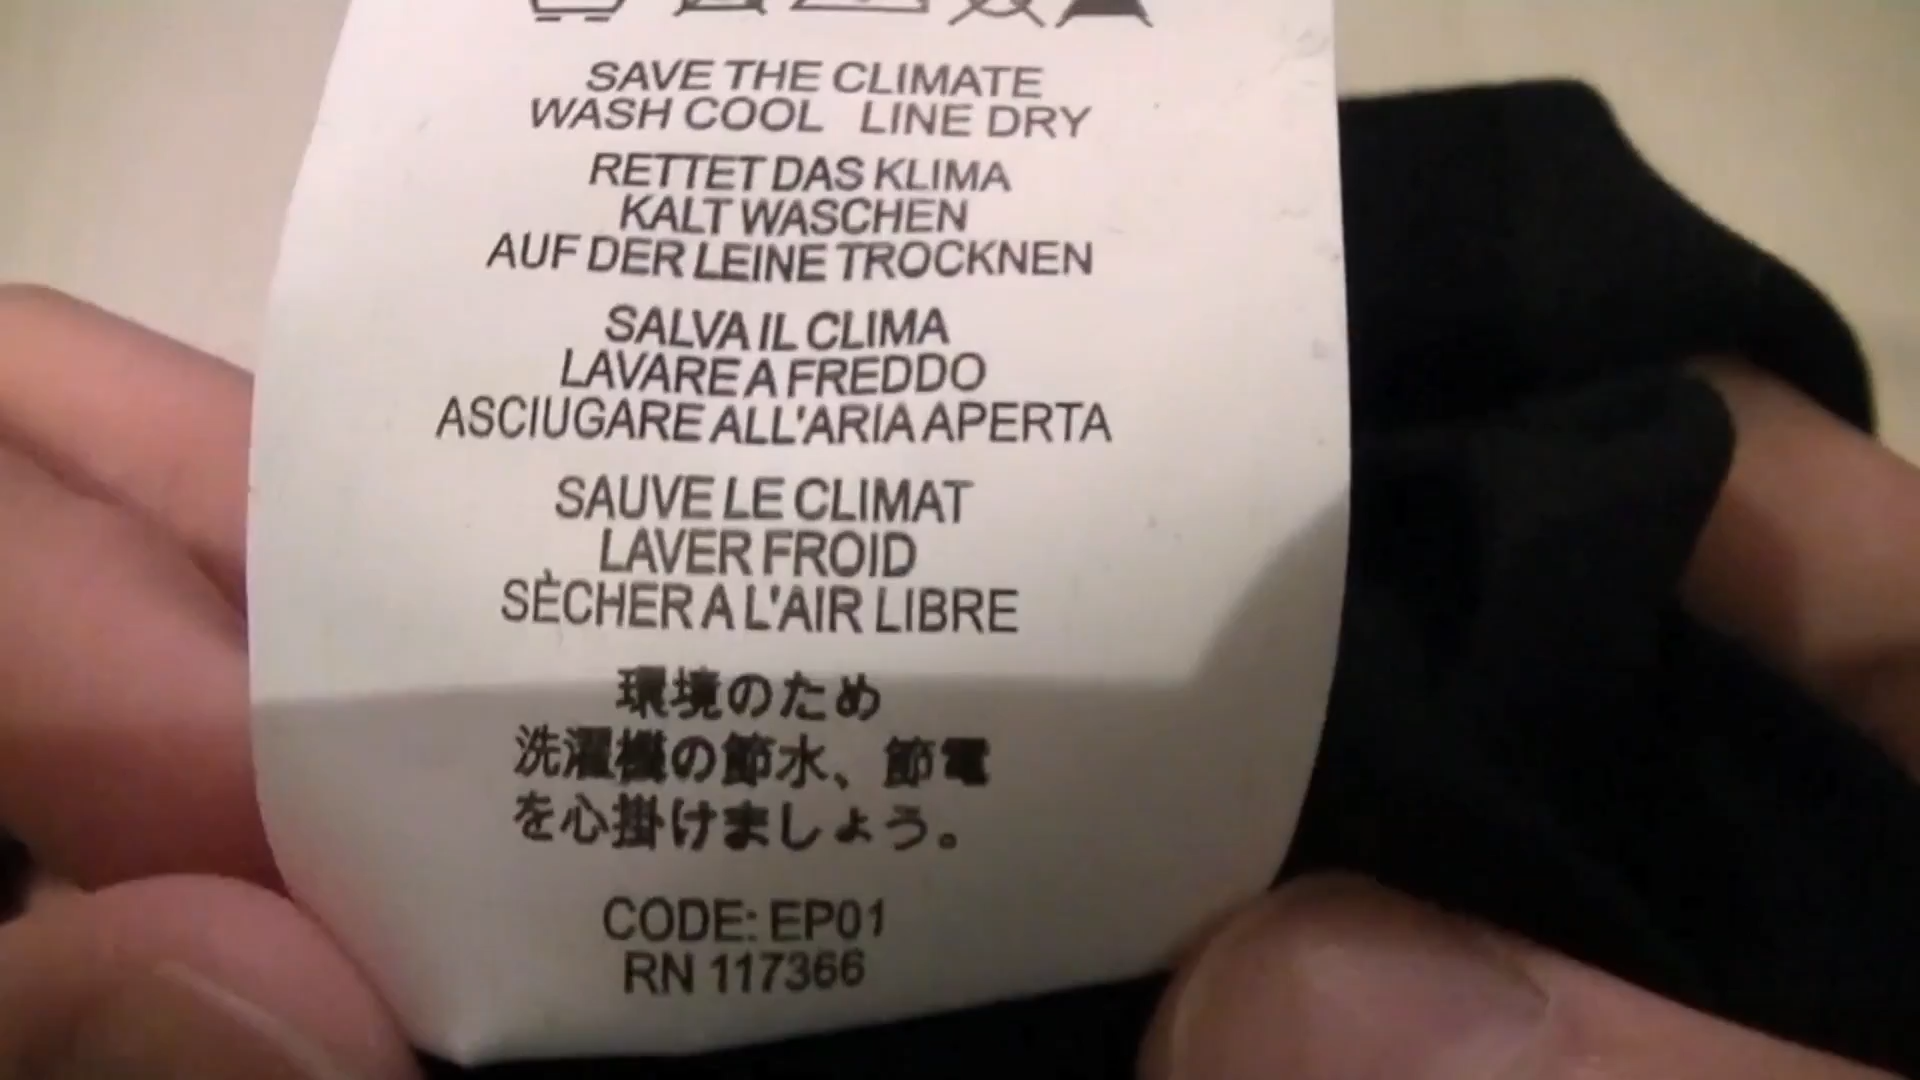 SAVE THE CLIMATE
WASH COOL LINE DRY
RETTET DAS KLIMA
KALT WASCHEN
AUF DER LEINE TROCKNEN
SALVA IL CLIMA
LAVARE A FREDDO
ASCIUGARE ALL'ARIA APERTA
SAUVE LE CLIMAT
LAVER FROID
SÈCHER A L'AIR LIBRE
環境のため
洗濯機の節水、節電
を心掛けましょう。
CODE: EP01
RN 117366